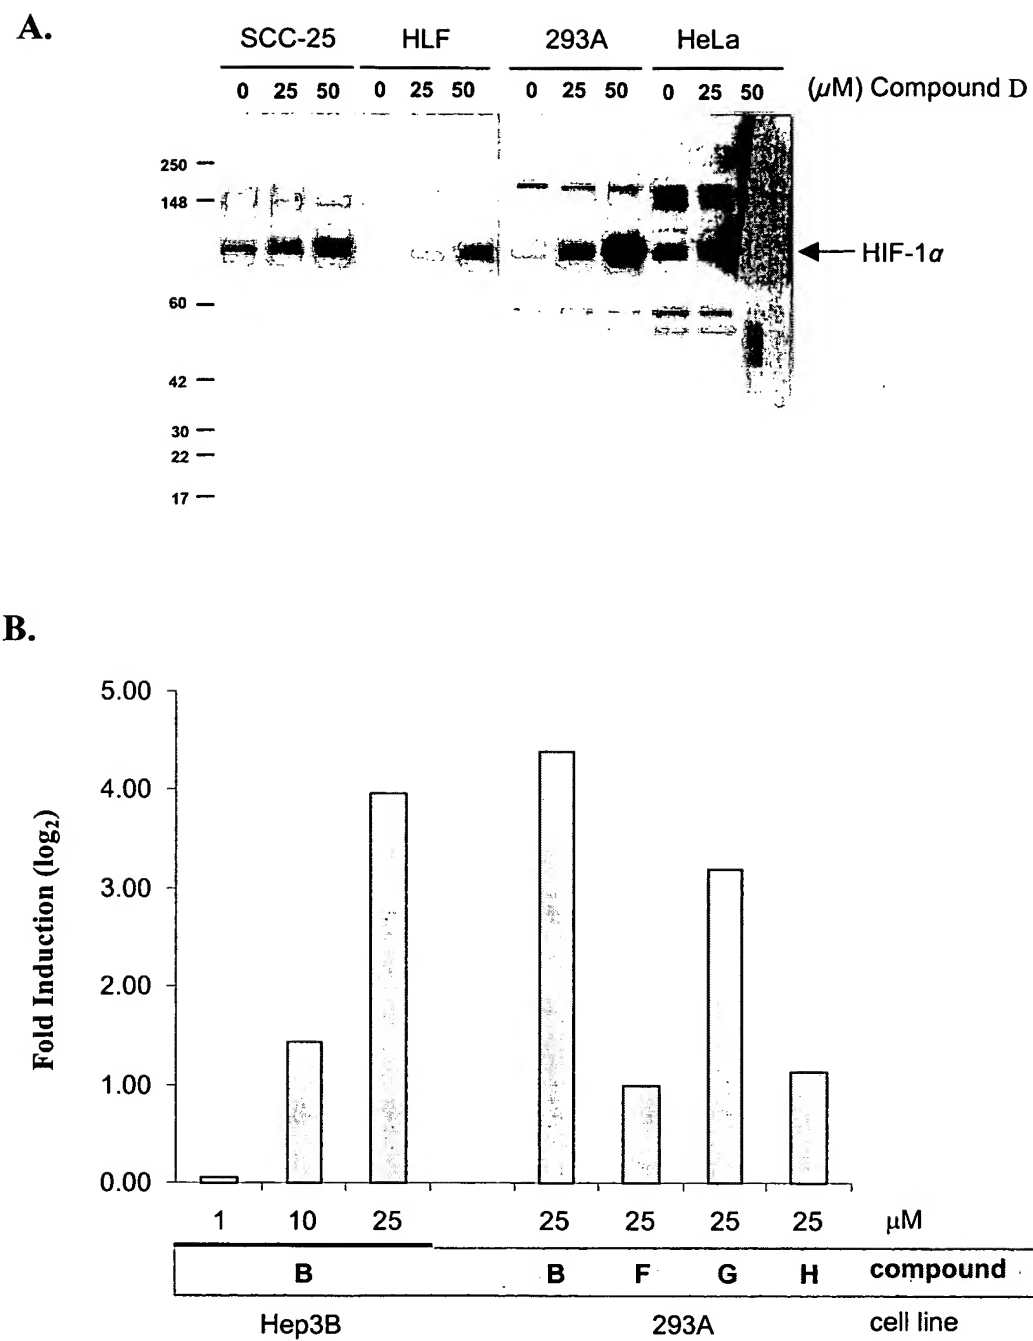 A.
SCC-25 HLF 293A HeLa
0 25 50 0 25 50 0 25 50 0 25 50 (μM) Compound D
250
148
HIF-1α
60
42
30
22
17
B.
5.00
4.00
3.00
2.00
1.00
0.00
Fold Induction (log₂)
1 10 25 25 25 25 25 μM
B B F G H compound
Hep3B 293A cell line